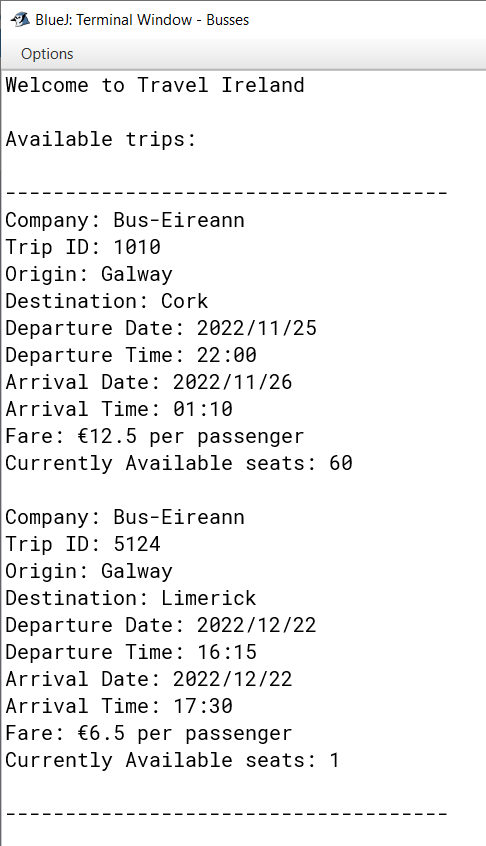 BlueJ: Terminal Window - Busses
Options
Welcome to Travel Ireland
Available trips:
-------------------------------------
Company: Bus-Eireann
Trip ID: 1010
Origin: Galway
Destination: Cork
Departure Date: 2022/11/25
Departure Time: 22:00
Arrival Date: 2022/11/26
Arrival Time: 01:10
Fare: €12.5 per passenger
Currently Available seats: 60
Company: Bus-Eireann
Trip ID: 5124
Origin: Galway
Destination: Limerick
Departure Date: 2022/12/22
Departure Time: 16:15
Arrival Date: 2022/12/22
Arrival Time: 17:30
Fare: €6.5 per passenger
Currently Available seats: 1
-------------------------------------